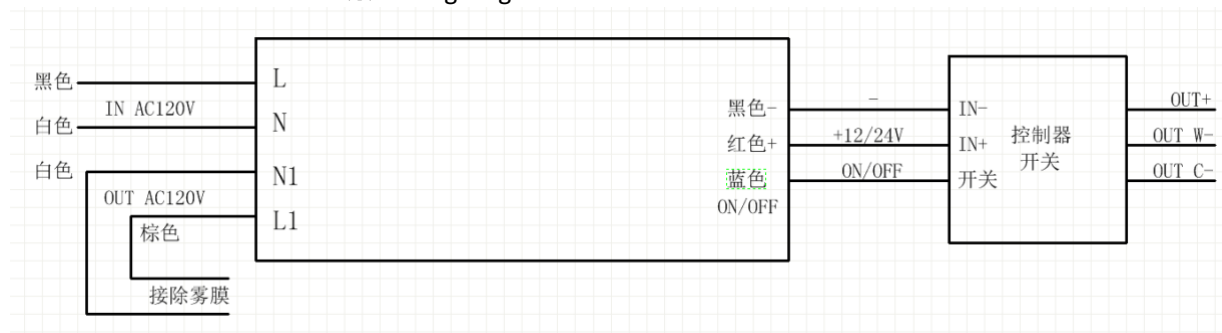 黑色
IN AC120V
白色
白色
OUT AC120V
棕色
接除雾膜
L
N
N1
L1
黑色-
红色+
蓝色
ON/OFF
-
+12/24V
ON/OFF
IN-
IN+
开关
控制器
开关
OUT+
OUT W-
OUT C-